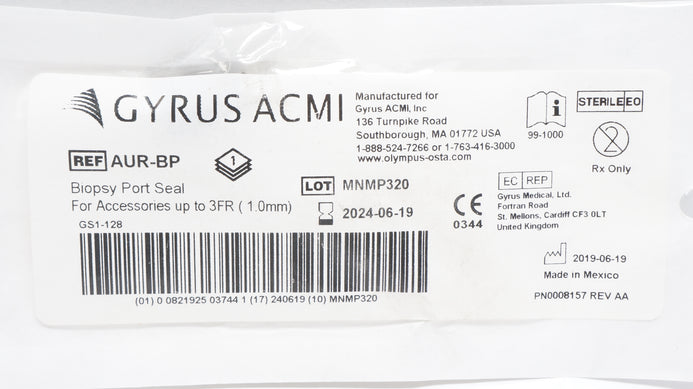 GYRUS ACMI
Manufactured for
Gyrus ACMI, Inc
136 Turnpike Road
Southborough, MA 01772 USA
1-888-524-7266 or 1-763-416-3000
www.olympus-osta.com
i
99-1000
STERILE EO
2
Rx Only
REF AUR-BP
1
Biopsy Port Seal
For Accessories up to 3FR ( 1.0mm)
LOT MNMP320
2024-06-19
CE
0344
EC REP
Gyrus Medical, Ltd.
Fortran Road
St. Mellons, Cardiff CF3 0LT
United Kingdom
GS1-128
(01) 0 0821925 03744 1 (17) 240619 (10) MNMP320
2019-06-19
Made in Mexico
PN0008157 REV AA